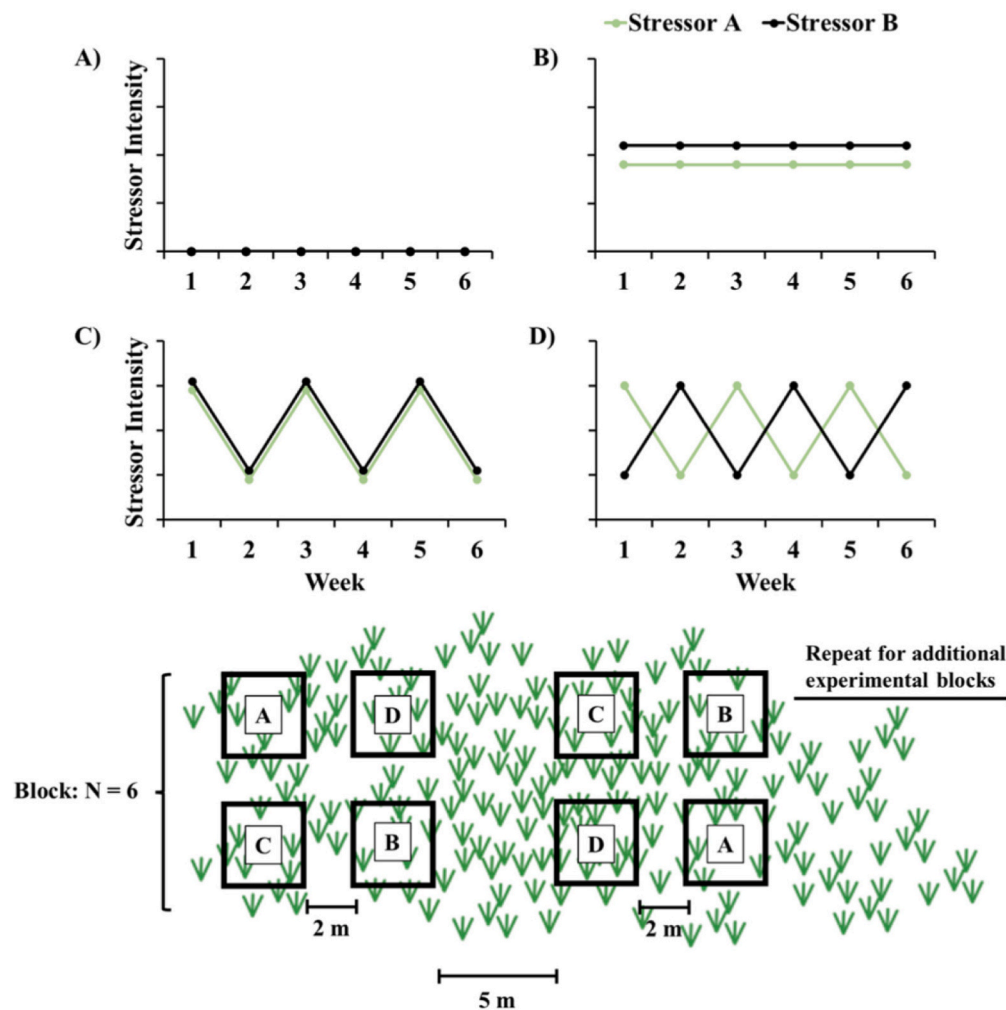 Stressor A Stressor B
A)
B)
Stressor Intensity
1 2 3 4 5 6
1 2 3 4 5 6
C)
D)
Stressor Intensity
1 2 3 4 5 6
1 2 3 4 5 6
Week
Week
Repeat for additional
experimental blocks
A D C B
Block: N = 6
C B D A
2 m
2 m
5 m